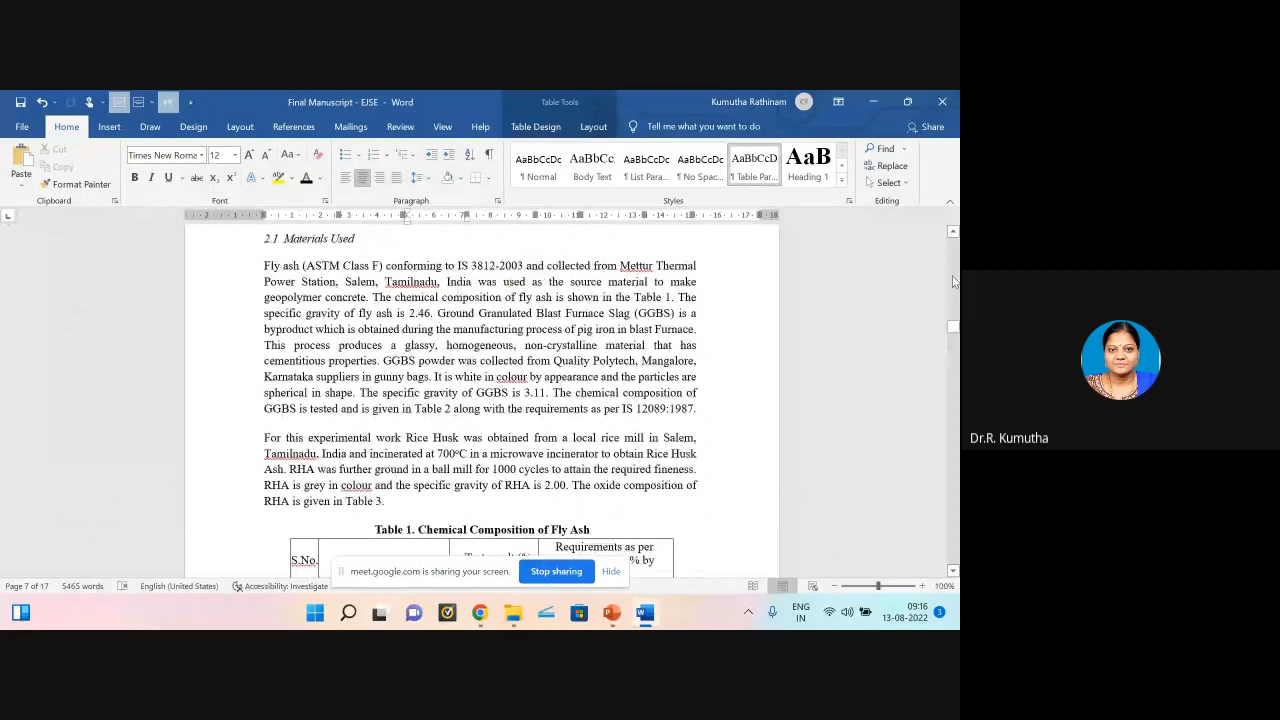 Final Manuscript - EJSE - Word
Table Tools
Kumutha Rathinam
KR
File
Home
Insert
Draw
Design
Layout
References
Mailings
Review
View
Help
Table Design
Layout
Tell me what you want to do
Share
Paste
Cut
Copy
Format Painter
Clipboard
Times New Roma
12
Font
Paragraph
AaBbCcDc
¶ Normal
AaBbCc
Body Text
AaBbCcDc
¶ List Para...
AaBbCcDc
¶ No Spac...
AaBbCcD
¶ Table Par...
AaB
Heading 1
Styles
Find
Replace
Select
Editing
2.1 Materials Used
Fly ash (ASTM Class F) conforming to IS 3812-2003 and collected from Mettur Thermal
Power Station, Salem, Tamilnadu, India was used as the source material to make
geopolymer concrete. The chemical composition of fly ash is shown in the Table 1. The
specific gravity of fly ash is 2.46. Ground Granulated Blast Furnace Slag (GGBS) is a
byproduct which is obtained during the manufacturing process of pig iron in blast Furnace.
This process produces a glassy, homogeneous, non-crystalline material that has
cementitious properties. GGBS powder was collected from Quality Polytech, Mangalore,
Karnataka suppliers in gunny bags. It is white in colour by appearance and the particles are
spherical in shape. The specific gravity of GGBS is 3.11. The chemical composition of
GGBS is tested and is given in Table 2 along with the requirements as per IS 12089:1987.
For this experimental work Rice Husk was obtained from a local rice mill in Salem,
Tamilnadu, India and incinerated at 700°C in a microwave incinerator to obtain Rice Husk
Ash. RHA was further ground in a ball mill for 1000 cycles to attain the required fineness.
RHA is grey in colour and the specific gravity of RHA is 2.00. The oxide composition of
RHA is given in Table 3.
Table 1. Chemical Composition of Fly Ash
S.No.
Requirements as per
% by
meet.google.com is sharing your screen.
Stop sharing
Hide
Page 7 of 17
5465 words
English (United States)
Accessibility: Investigate
100%
ENG
IN
09:16
13-08-2022
3
Dr.R. Kumutha